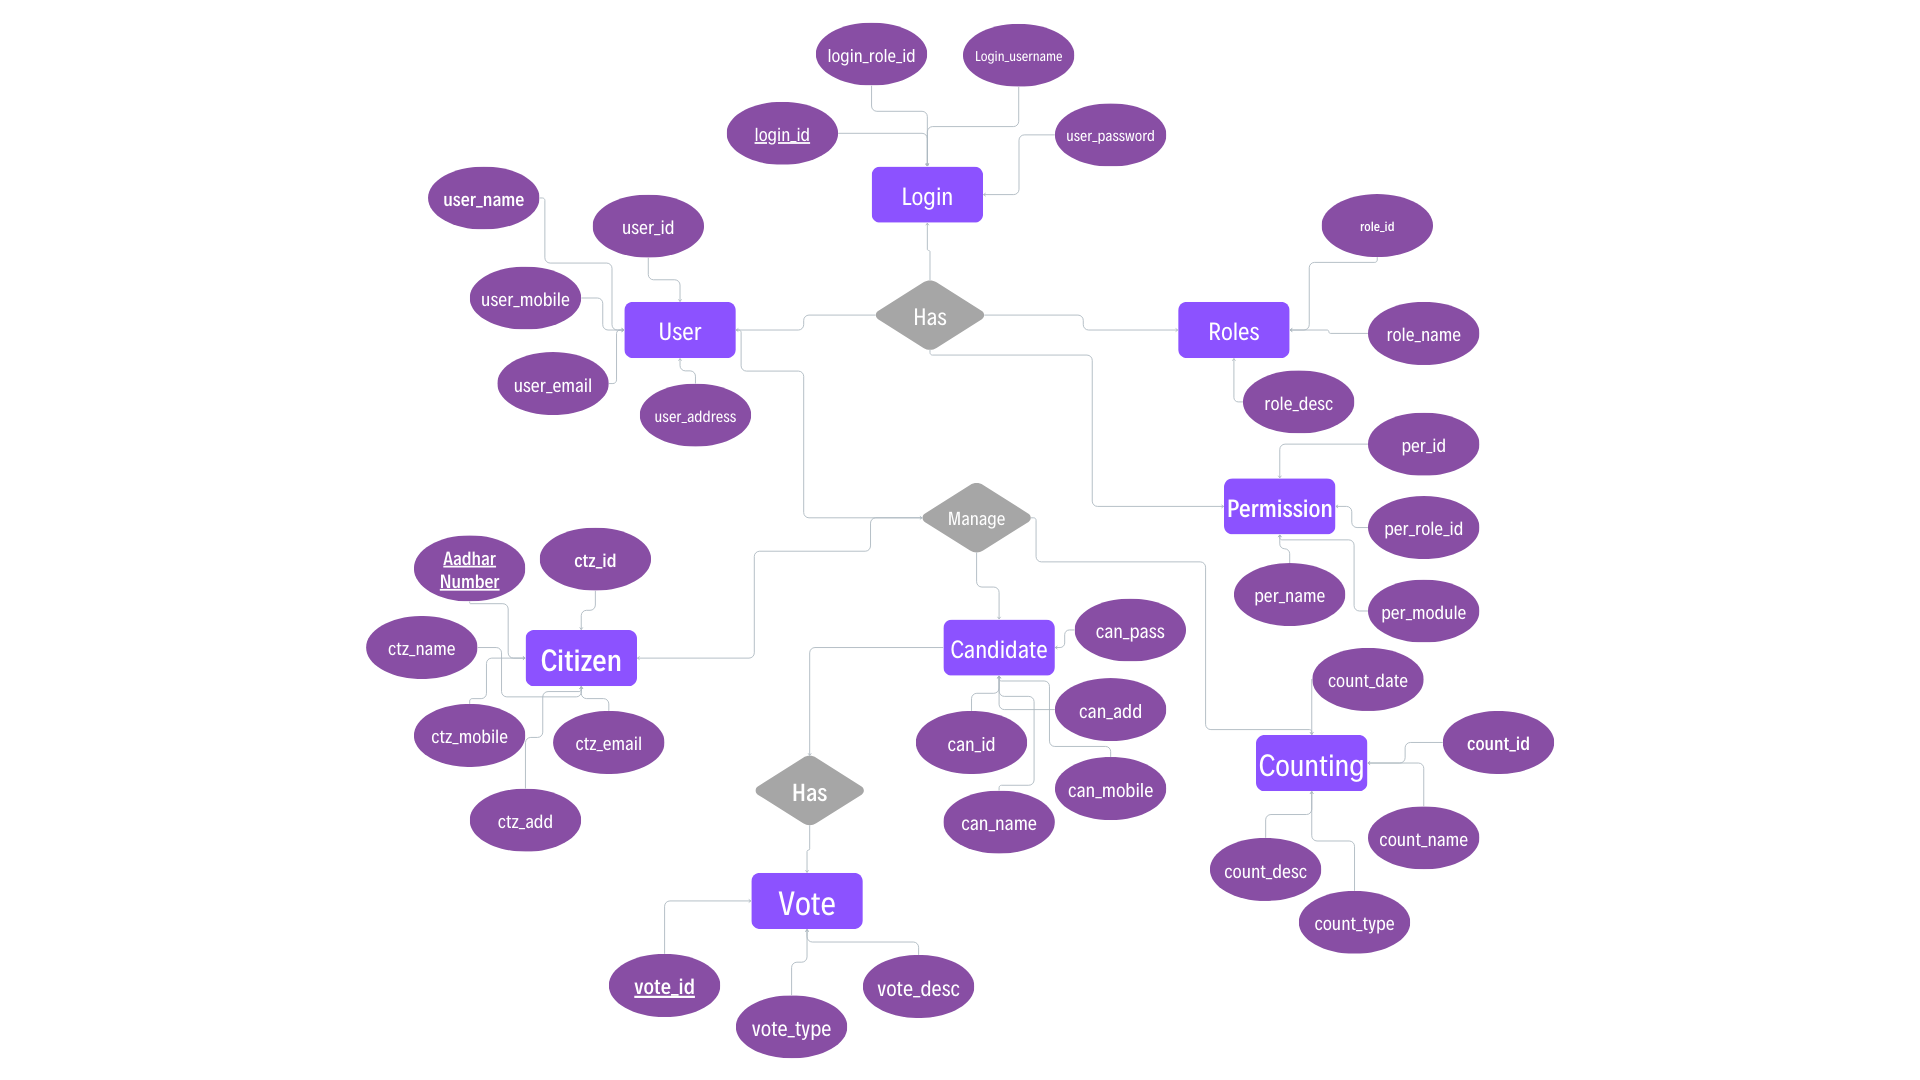 login_role_id
Login_username
login_id
user_password
Login
user_name
user_id
role_id
user_mobile
User
Has
Roles
role_name
user_email
user_address
role_desc
per_id
Permission
per_role_id
Manage
Aadhar
Number
ctz_id
per_name
per_module
ctz_name
Citizen
Candidate
can_pass
count_date
ctz_mobile
ctz_email
can_id
can_add
count_id
Counting
ctz_add
Has
can_name
can_mobile
count_name
count_desc
count_type
Vote
vote_id
vote_type
vote_desc